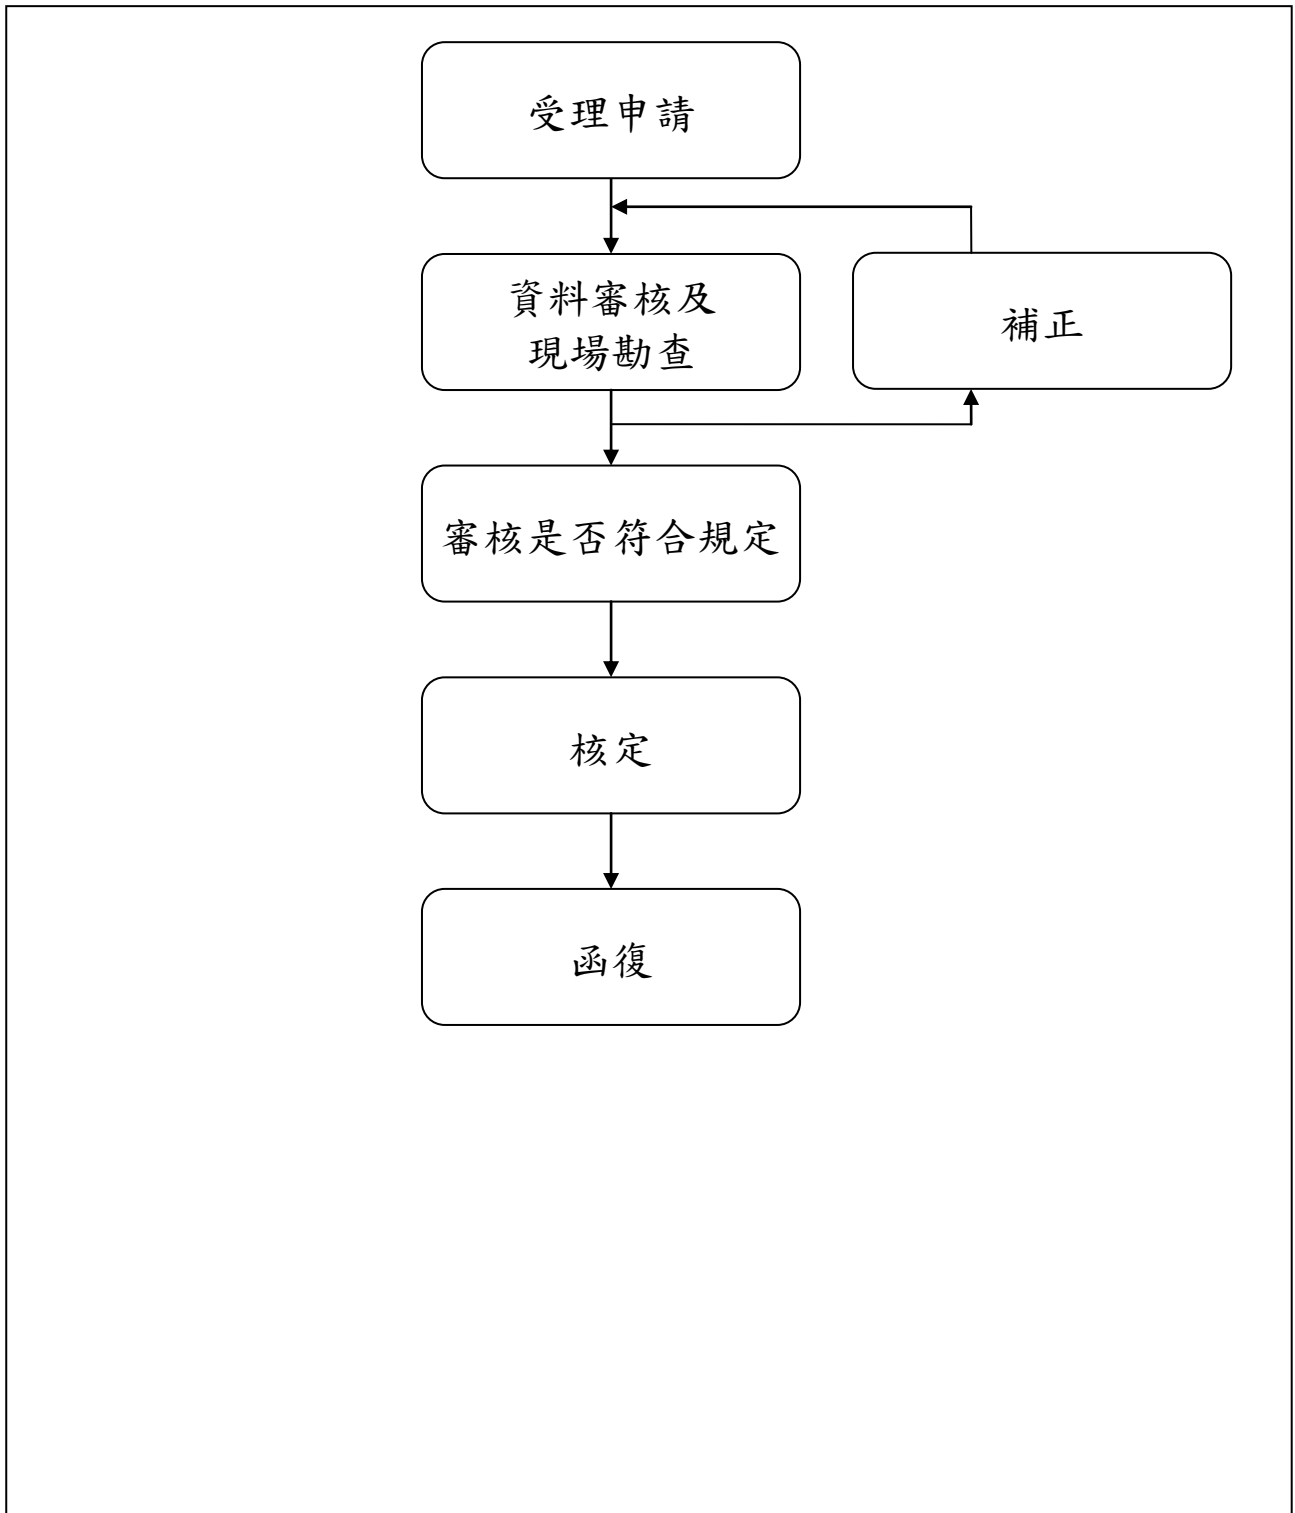 受理申請
資料審核及
現場勘查
補正
審核是否符合規定
核定
函復